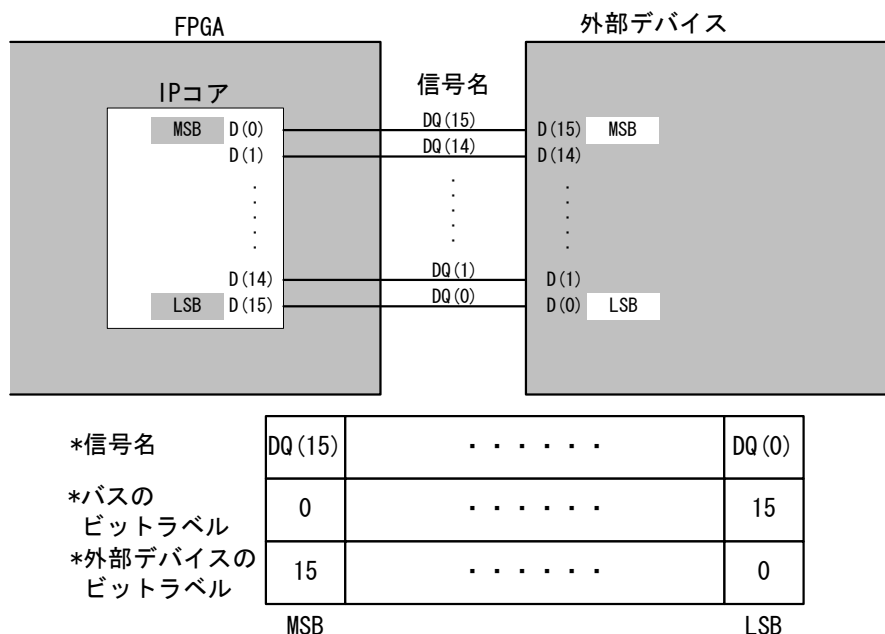 FPGA
外部デバイス
IPコア
信号名
MSB D(0)
DQ(15)
D(15) MSB
D(1)
DQ(14)
D(14)
D(14)
DQ(1)
D(1)
LSB D(15)
DQ(0)
D(0) LSB
*信号名 DQ(15) ・・・・・・ DQ(0)
*バスの
ビットラベル 0 ・・・・・・ 15
*外部デバイスの
ビットラベル 15 ・・・・・・ 0
MSB LSB